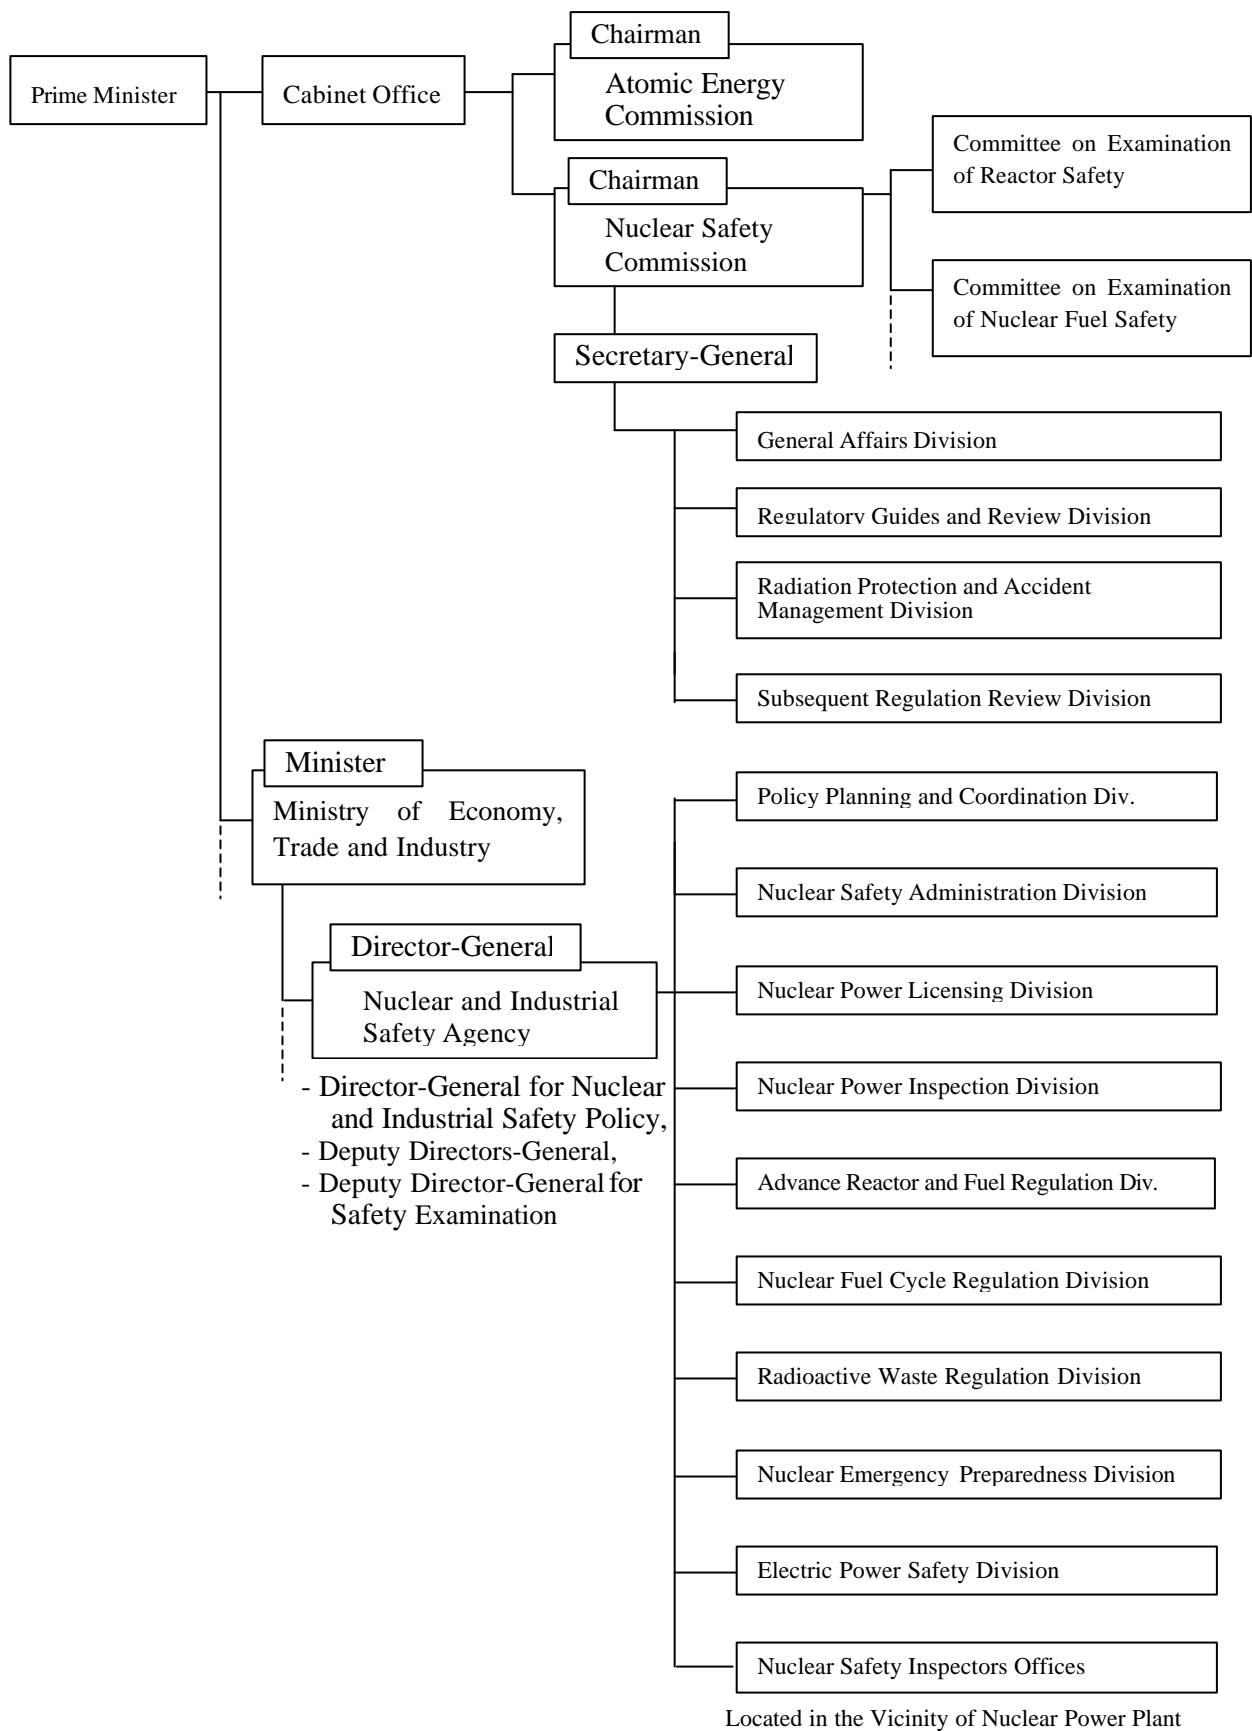 Prime Minister
Cabinet Office
Chairman
Atomic Energy
Commission
Chairman
Nuclear Safety
Commission
Committee on Examination
of Reactor Safety
Committee on Examination
of Nuclear Fuel Safety
Secretary-General
General Affairs Division
Regulatory Guides and Review Division
Radiation Protection and Accident
Management Division
Subsequent Regulation Review Division
Minister
Ministry of Economy,
Trade and Industry
Director-General
Nuclear and Industrial
Safety Agency
- Director-General for Nuclear
and Industrial Safety Policy,
- Deputy Directors-General,
- Deputy Director-General for
Safety Examination
Policy Planning and Coordination Div.
Nuclear Safety Administration Division
Nuclear Power Licensing Division
Nuclear Power Inspection Division
Advance Reactor and Fuel Regulation Div.
Nuclear Fuel Cycle Regulation Division
Radioactive Waste Regulation Division
Nuclear Emergency Preparedness Division
Electric Power Safety Division
Nuclear Safety Inspectors Offices
Located in the Vicinity of Nuclear Power Plant